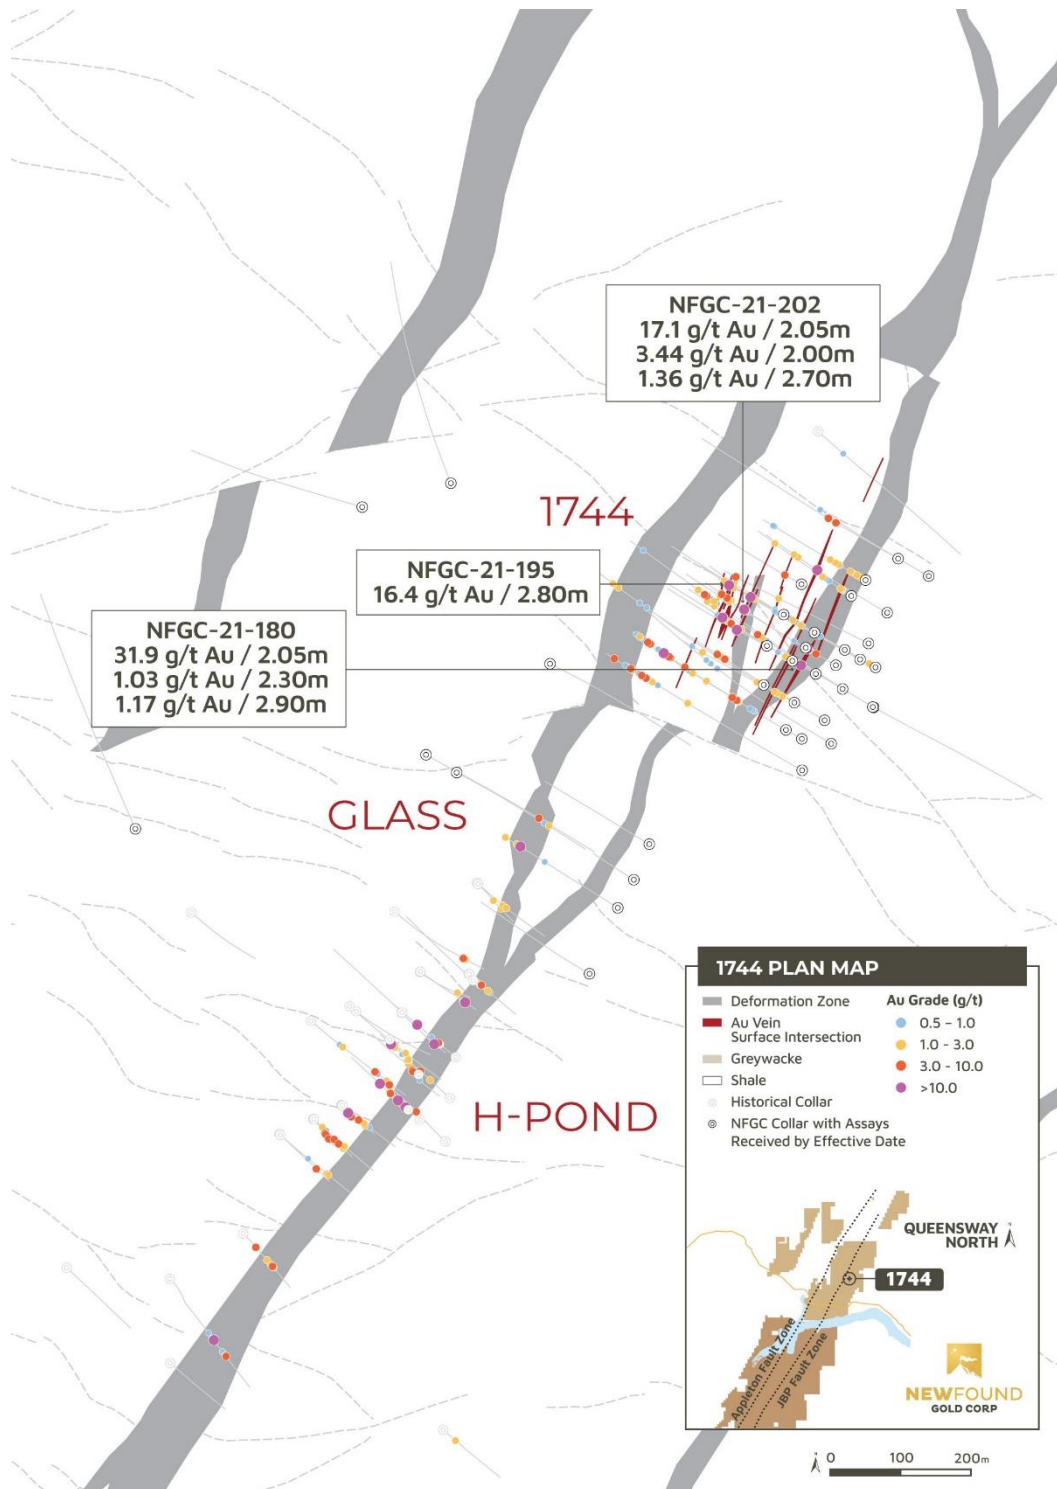 NFGC-21-202
17.1 g/t Au / 2.05m
3.44 g/t Au / 2.00m
1.36 g/t Au / 2.70m
1744
NFGC-21-195
16.4 g/t Au / 2.80m
NFGC-21-180
31.9 g/t Au / 2.05m
1.03 g/t Au / 2.30m
1.17 g/t Au / 2.90m
GLASS
H-POND
1744 PLAN MAP
Deformation Zone
Au Vein
Surface Intersection
Greywacke
Shale
Historical Collar
NFGC Collar with Assays
Received by Effective Date
Au Grade (g/t)
0.5 - 1.0
1.0 - 3.0
3.0 - 10.0
>10.0
QUEENSWAY
NORTH
1744
Appleton Fault Zone
JBP Fault Zone
NEWFOUND
GOLD CORP
0 100 200m